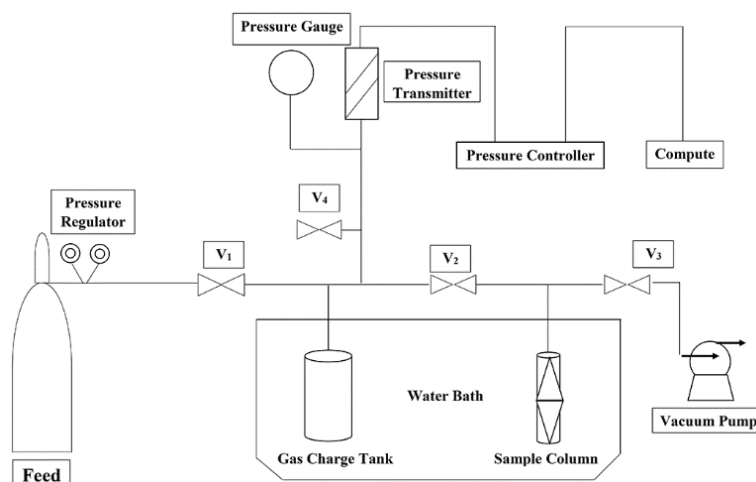 Pressure Gauge
Pressure
Transmitter
Pressure Controller
Compute
Pressure
Regulator
V₄
V₁
V₂
V₃
Water Bath
Vacuum Pump
Gas Charge Tank
Sample Column
Feed